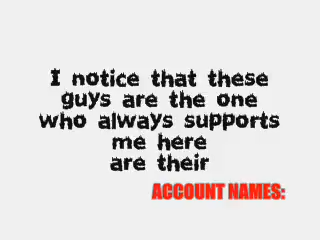 I notice that these
guys are the one
who always supports
me here
are their
ACCOUNT NAMES: